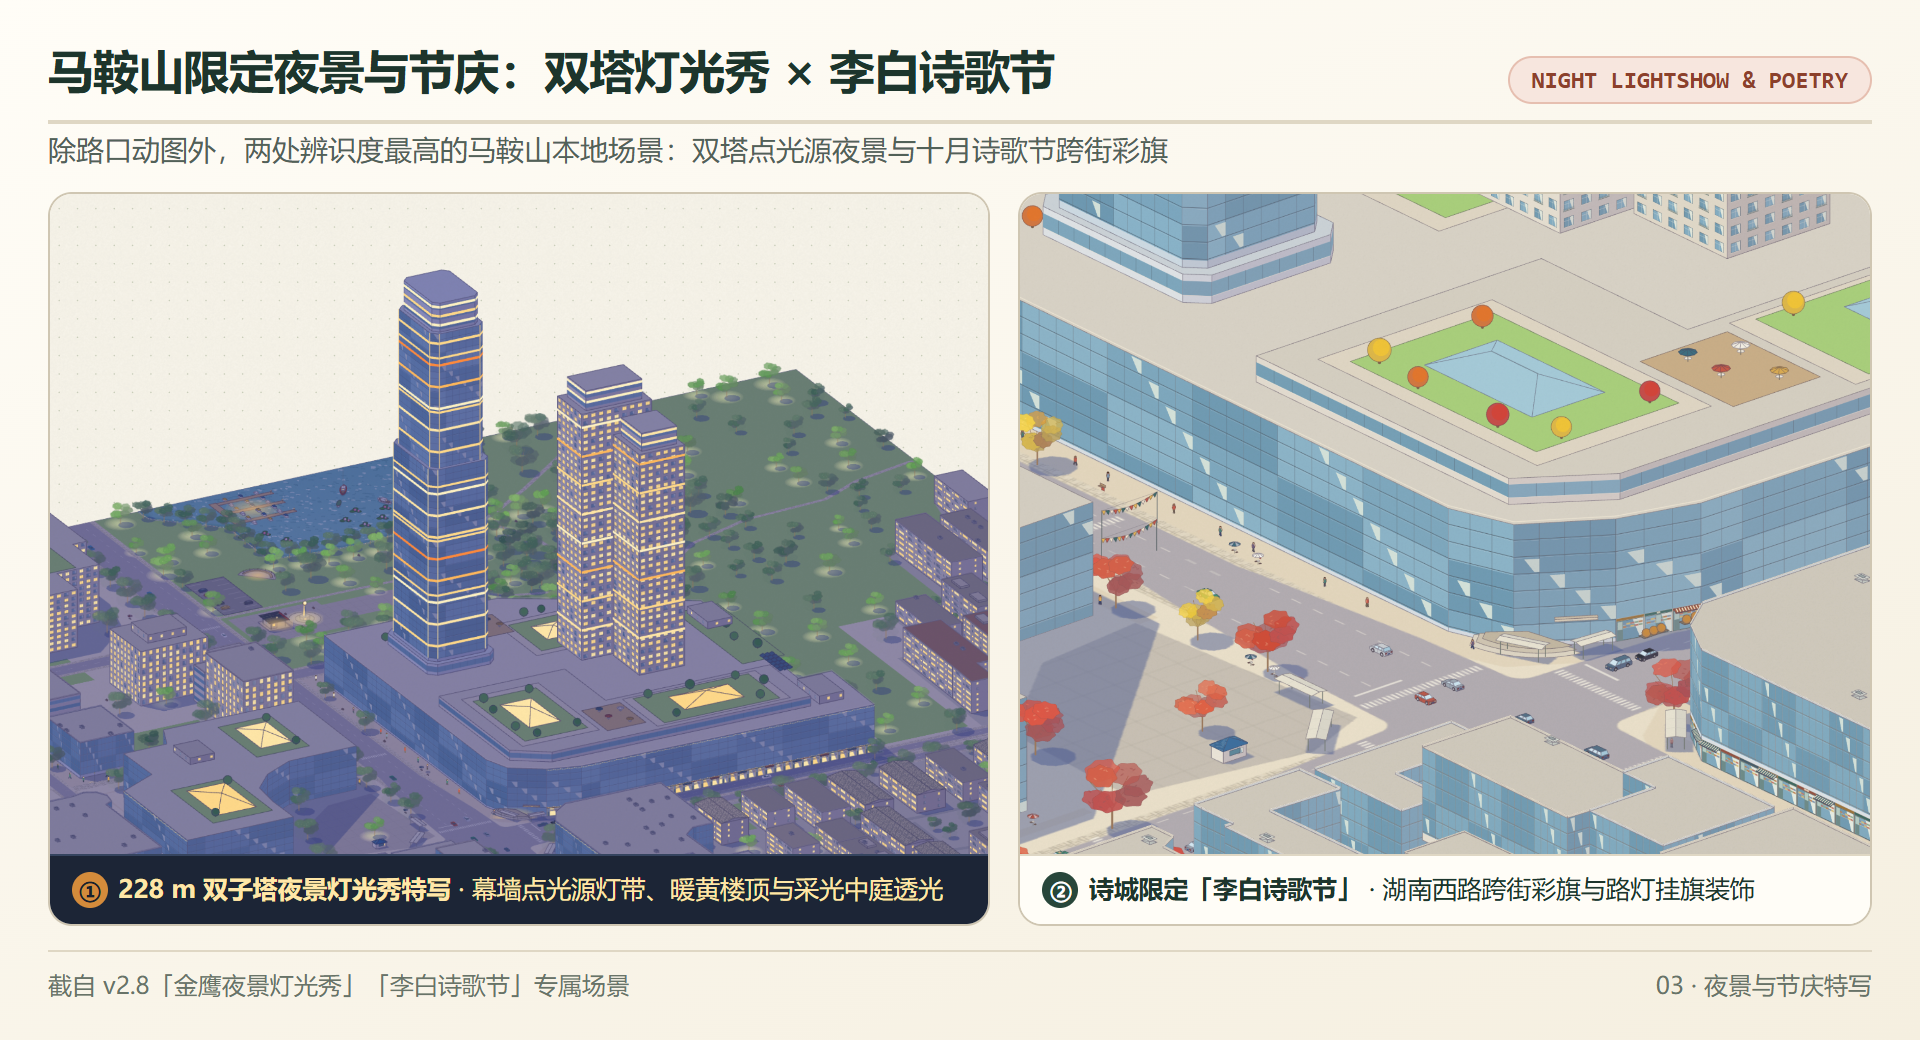 马鞍山限定夜景与节庆：双塔灯光秀 × 李白诗歌节
NIGHT LIGHTSHOW & POETRY
除路口动图外，两处辨识度最高的马鞍山本地场景：双塔点光源夜景与十月诗歌节跨街彩旗
① 228 m 双子塔夜景灯光秀特写 · 幕墙点光源灯带、暖黄楼顶与采光中庭透光
② 诗城限定「李白诗歌节」 · 湖南西路跨街彩旗与路灯挂旗装饰
截自 v2.8「金鹰夜景灯光秀」「李白诗歌节」专属场景
03 · 夜景与节庆特写